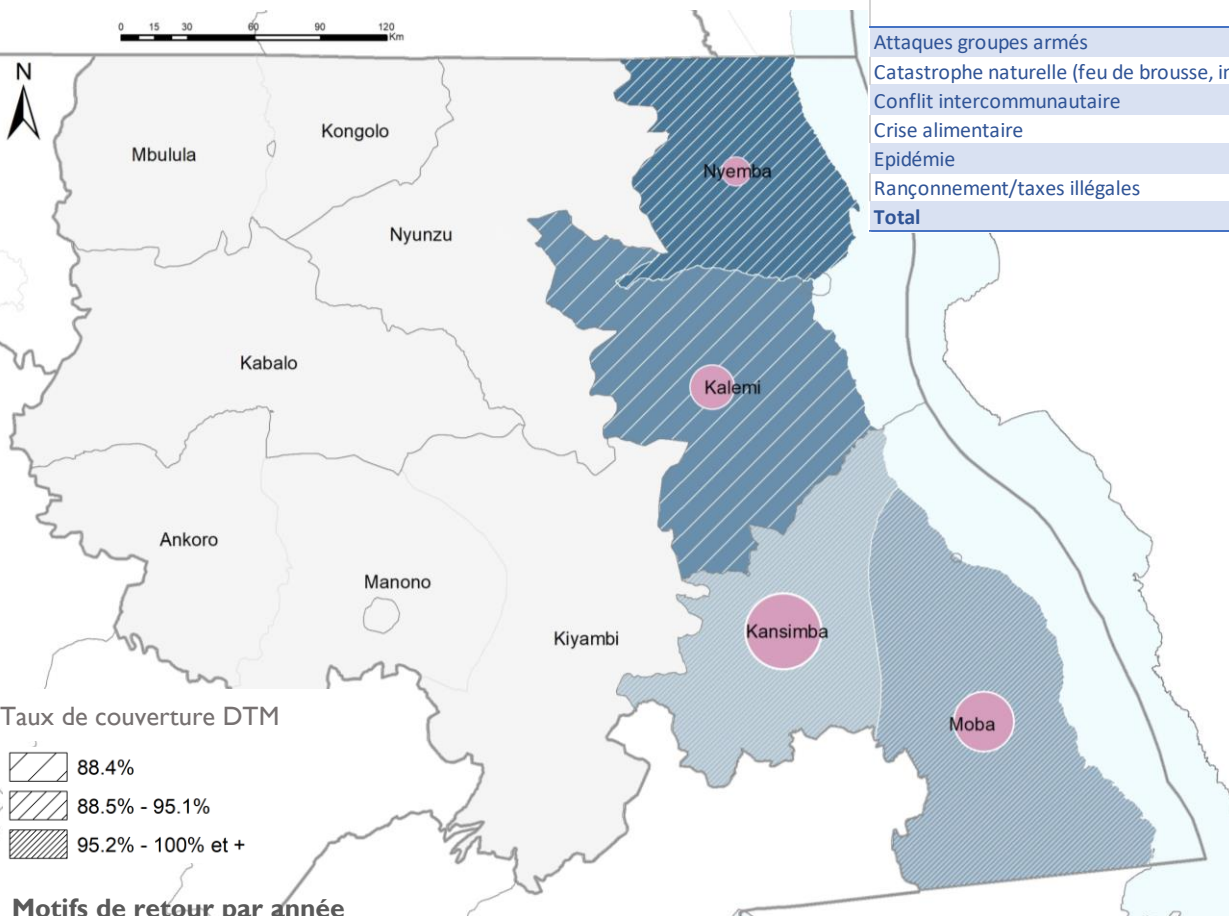 0 15 30 60 90 120
Km
N
Attaques groupes armés
Catastrophe naturelle (feu de brousse,
Conflit intercommunautaire
Crise alimentaire
Epidémie
Rançonnement/taxes illégales
Total
Mbulula
Kongolo
Nyemba
Nyunzu
Kabalo
Kalemi
Ankoro
Manono
Kiyambi
Kansimba
Moba
Taux de couverture DTM
88.4%
88.5% - 95.1%
95.2% - 100% et +
Motifs de retour par année